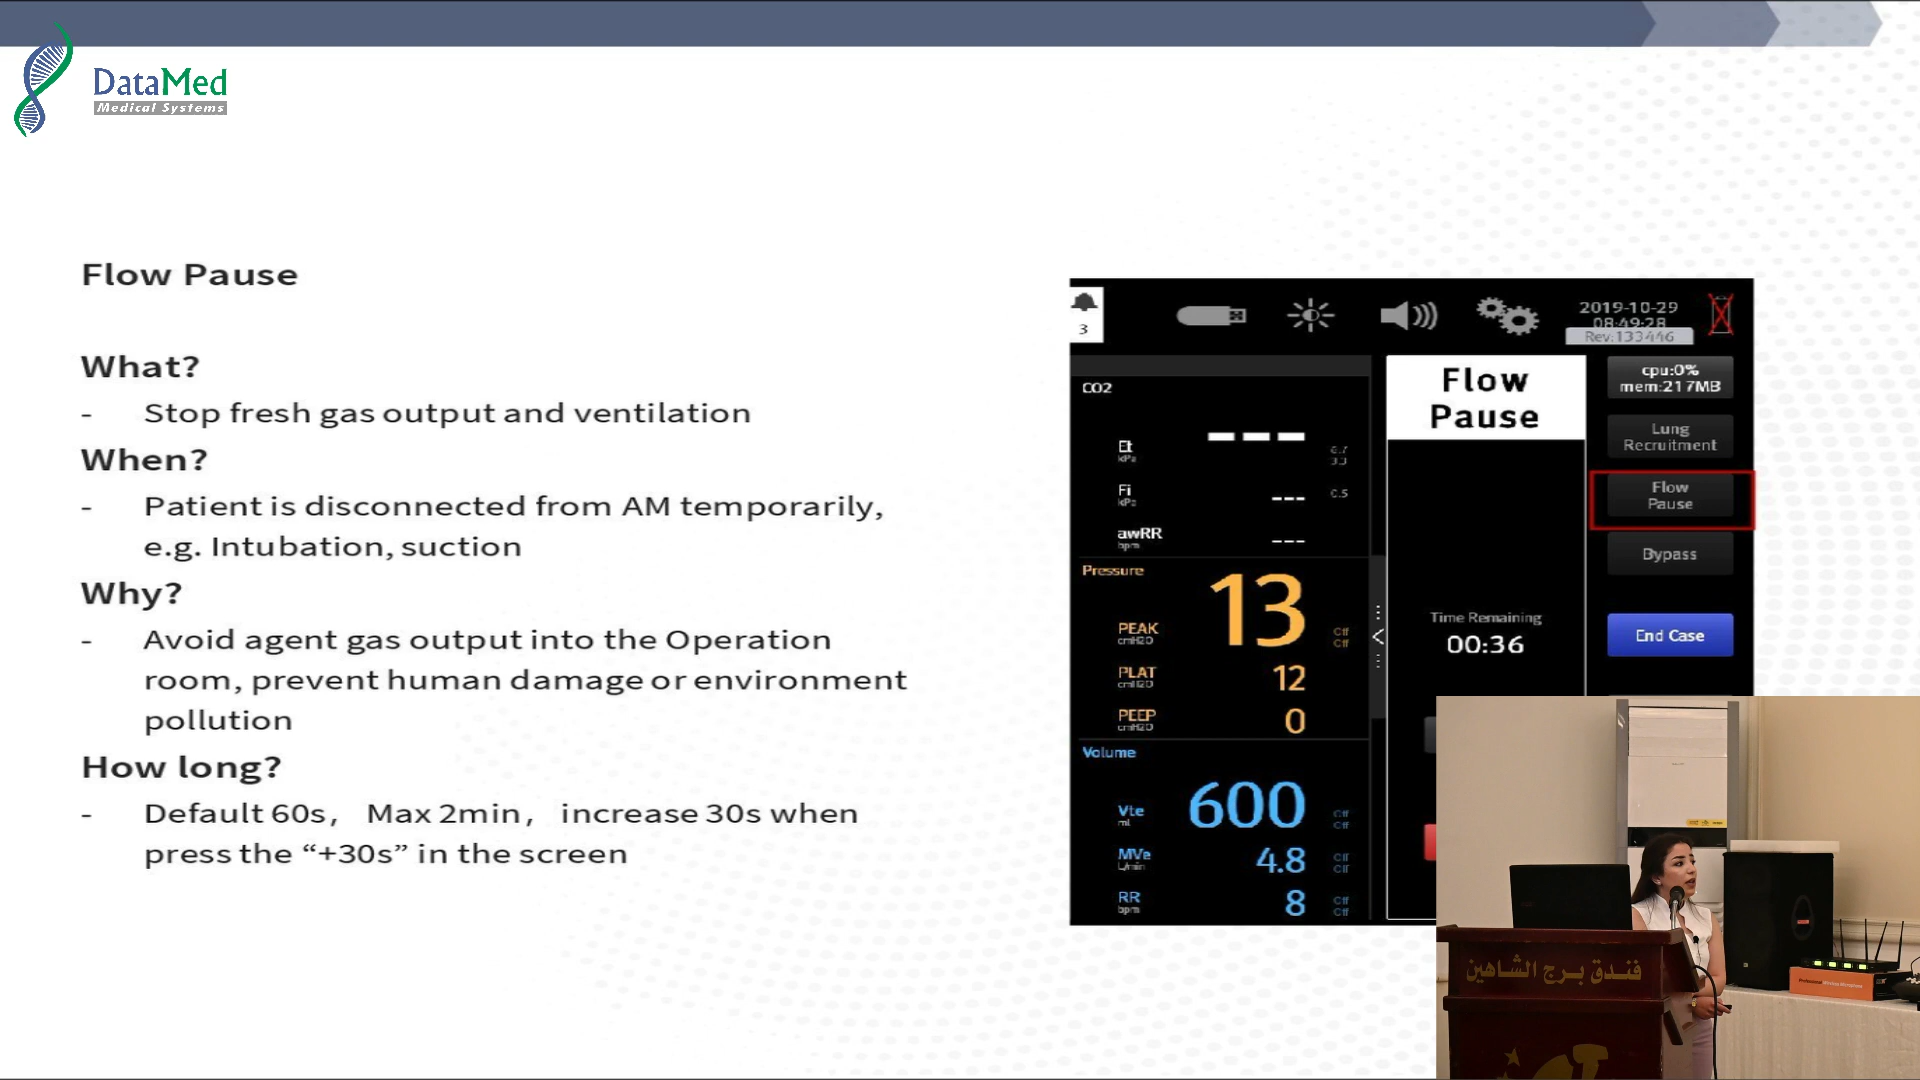 DataMed
Medical Systems
Flow Pause
What?
- Stop fresh gas output and ventilation
When?
- Patient is disconnected from AM temporarily,
e.g. Intubation, suction
Why?
- Avoid agent gas output into the Operation
room, prevent human damage or environment
pollution
How long?
- Default 60s, Max 2min, increase 30s when
press the “+30s” in the screen
3
2019-10-29
08:49:28
Rev:133446
CO2
Et
kPa
Fi
kPa
---
0.5
awRR
bpm
---
Pressure
PEAK
cmH2O
13
Off
Off
PLAT
cmH2O
12
PEEP
cmH2O
0
Volume
Vte
mL
600
Off
Off
MVe
L/min
4.8
Off
Off
RR
bpm
8
Off
Off
Flow
Pause
Time Remaining
00:36
cpu:0%
mem:217MB
Lung
Recruitment
Flow
Pause
Bypass
End Case
فندق برج الشاهين